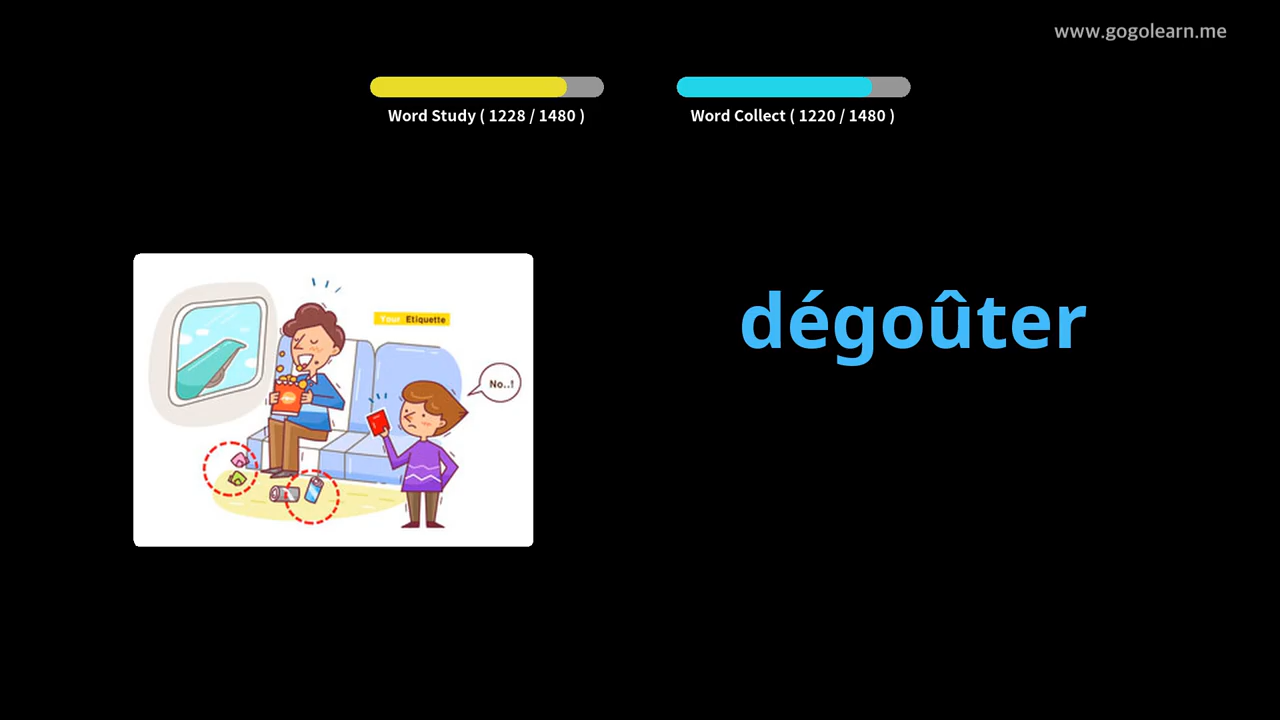 www.gogolearn.me
Word Study ( 1228 / 1480 )
Word Collect ( 1220 / 1480 )
Your Etiquette
No..!
dégoûter